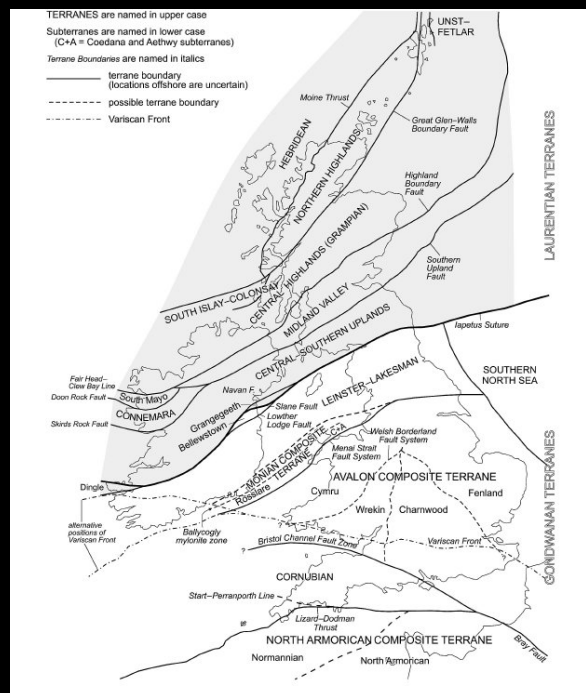 TERRANES are named in upper case
Subterranes are named in lower case
(C+A = Coedana and Aethwy subterranes)
Terrane Boundaries are named in italics
terrane boundary
(locations offshore are uncertain)
possible terrane boundary
Variscan Front
UNST–
FETLAR
Moine Thrust
Great Glen–Walls
Boundary Fault
HEBRIDEAN
NORTHERN HIGHLANDS
Highland
Boundary
Fault
LAURENTIAN TERRANES
CENTRAL HIGHLANDS (GRAMPIAN)
Southern
Upland
Fault
SOUTH ISLAY–COLONSAY
MIDLAND VALLEY
CENTRAL–SOUTHERN UPLANDS
Iapetus Suture
Fair Head–
Clew Bay Line
South Mayo
Doon Rock Fault
CONNEMARA
Skirds Rock Fault
Navan F.
Grangegeeth
Bellewstown
Slane Fault
Lowther
Lodge Fault
LEINSTER–LAKESMAN
SOUTHERN
NORTH SEA
MONIAN COMPOSITE
TERRANE
Rosslare
C+A
Welsh Borderland
Fault System
Menai Strait
Fault System
Dingle
AVALON COMPOSITE TERRANE
Cymru
Fenland
Wrekin
Charnwood
GONDWANAN TERRANES
alternative
positions of
Variscan Front
Ballycogly
mylonite zone
Bristol Channel Fault Zone
Variscan Front
?
CORNUBIAN
Start–Perranporth Line
Lizard–Dodman
Thrust
Bray Fault
NORTH ARMORICAN COMPOSITE TERRANE
Normannian
North Armorican